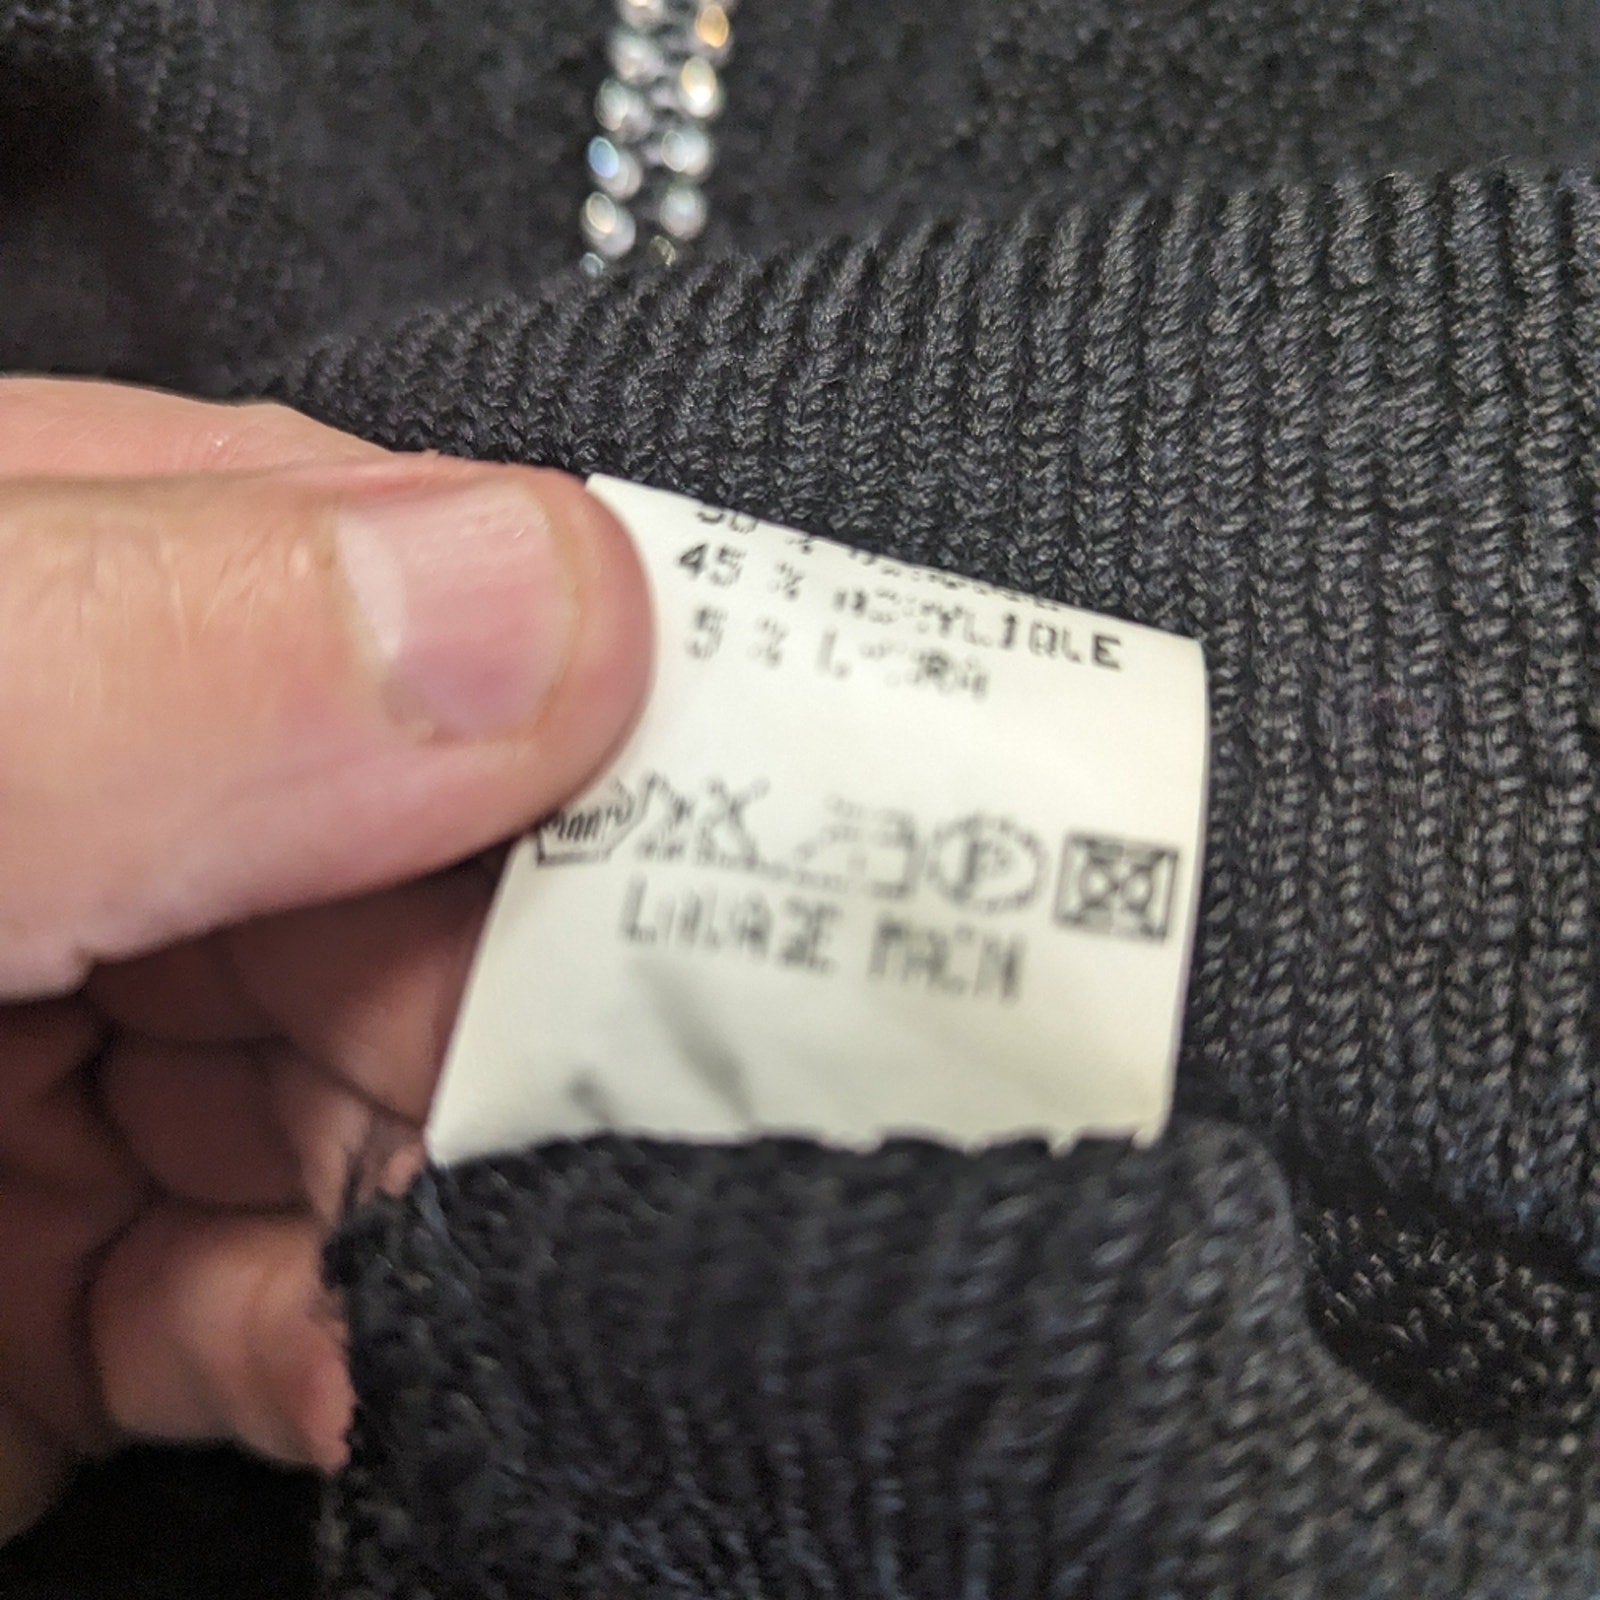 45 % ACRYLIQUE
5 % LYCRA
P
LAVAGE MAIN